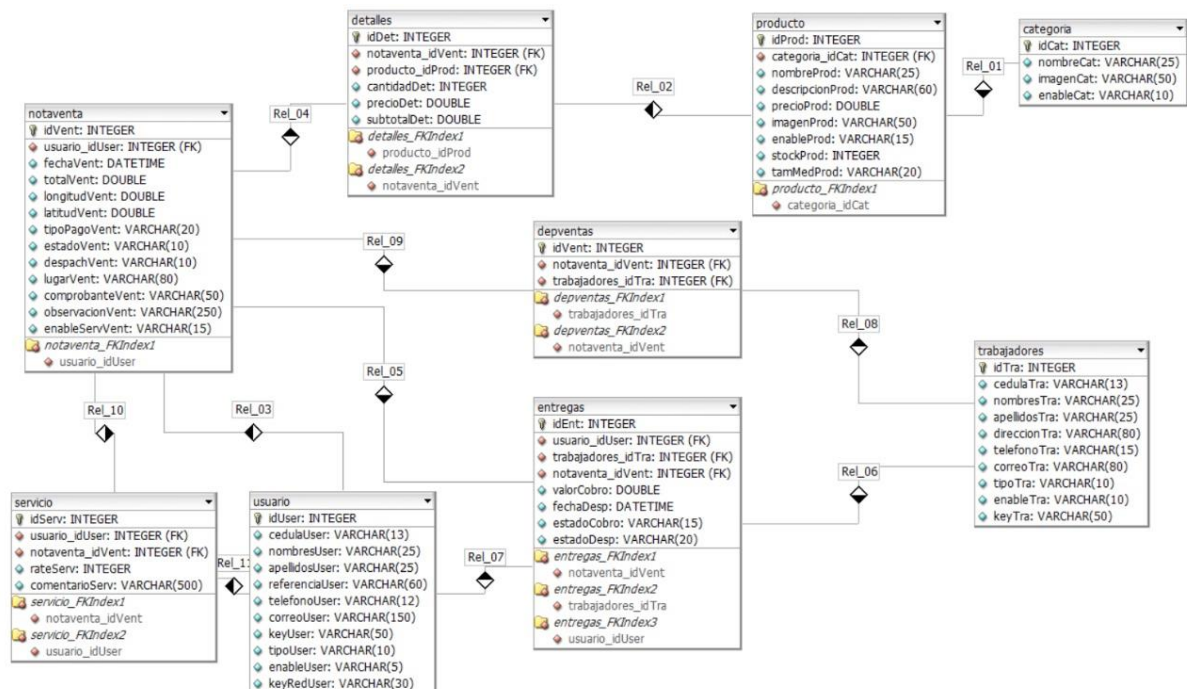 detalles
idDet: INTEGER
notaventa_idVent: INTEGER (FK)
producto_idProd: INTEGER (FK)
cantidadDet: INTEGER
precioDet: DOUBLE
subtotalDet: DOUBLE
detalles_FKIndex1
producto_idProd
detalles_FKIndex2
notaventa_idVent
producto
idProd: INTEGER
categoria_idCat: INTEGER (FK)
nombreProd: VARCHAR(25)
descripcionProd: VARCHAR(60)
precioProd: DOUBLE
imagenProd: VARCHAR(50)
enableProd: VARCHAR(15)
stockProd: INTEGER
tamMedProd: VARCHAR(20)
producto_FKIndex1
categoria_idCat
categoria
idCat: INTEGER
nombreCat: VARCHAR(25)
imagenCat: VARCHAR(50)
enableCat: VARCHAR(10)
Rel_01
Rel_02
Rel_04
notaventa
idVent: INTEGER
usuario_idUser: INTEGER (FK)
fechaVent: DATETIME
totalVent: DOUBLE
longitudVent: DOUBLE
latitudVent: DOUBLE
tipoPagoVent: VARCHAR(20)
estadoVent: VARCHAR(10)
despachVent: VARCHAR(10)
lugarVent: VARCHAR(80)
comprobanteVent: VARCHAR(50)
observacionVent: VARCHAR(250)
enableServVent: VARCHAR(15)
notaventa_FKIndex1
usuario_idUser
Rel_09
depventas
idVent: INTEGER
notaventa_idVent: INTEGER (FK)
trabajadores_idTra: INTEGER (FK)
depventas_FKIndex1
trabajadores_idTra
depventas_FKIndex2
notaventa_idVent
Rel_08
Rel_05
trabajadores
idTra: INTEGER
cedulaTra: VARCHAR(13)
nombresTra: VARCHAR(25)
apellidosTra: VARCHAR(25)
direccionTra: VARCHAR(80)
telefonoTra: VARCHAR(15)
correoTra: VARCHAR(80)
tipoTra: VARCHAR(10)
enableTra: VARCHAR(10)
keyTra: VARCHAR(50)
Rel_10
Rel_03
entregas
idEnt: INTEGER
usuario_idUser: INTEGER (FK)
trabajadores_idTra: INTEGER (FK)
notaventa_idVent: INTEGER (FK)
valorCobro: DOUBLE
fechaDesp: DATETIME
estadoCobro: VARCHAR(15)
estadoDesp: VARCHAR(20)
entregas_FKIndex1
notaventa_idVent
entregas_FKIndex2
trabajadores_idTra
entregas_FKIndex3
usuario_idUser
Rel_06
servicio
idServ: INTEGER
usuario_idUser: INTEGER (FK)
notaventa_idVent: INTEGER (FK)
rateServ: INTEGER
comentarioServ: VARCHAR(500)
servicio_FKIndex1
notaventa_idVent
servicio_FKIndex2
usuario_idUser
usuario
idUser: INTEGER
cedulaUser: VARCHAR(13)
nombresUser: VARCHAR(25)
apellidosUser: VARCHAR(25)
referenciaUser: VARCHAR(60)
telefonoUser: VARCHAR(12)
correoUser: VARCHAR(150)
keyUser: VARCHAR(50)
tipoUser: VARCHAR(10)
enableUser: VARCHAR(5)
keyRedUser: VARCHAR(30)
Rel_07